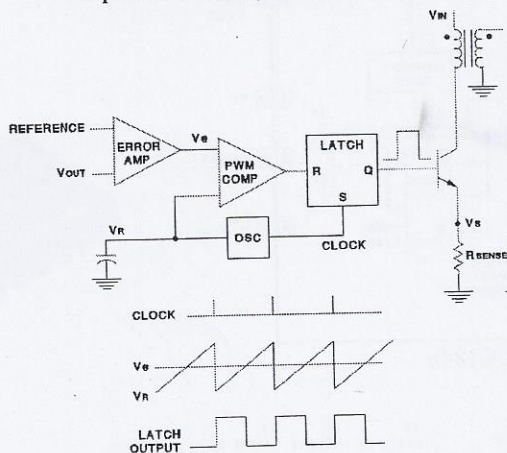 VIN
REFERENCE
ERROR
AMP
Ve
PWM
COMP
LATCH
R
Q
S
VOUT
VR
OSC
CLOCK
VS
RSENSE
CLOCK
Ve
VR
LATCH
OUTPUT